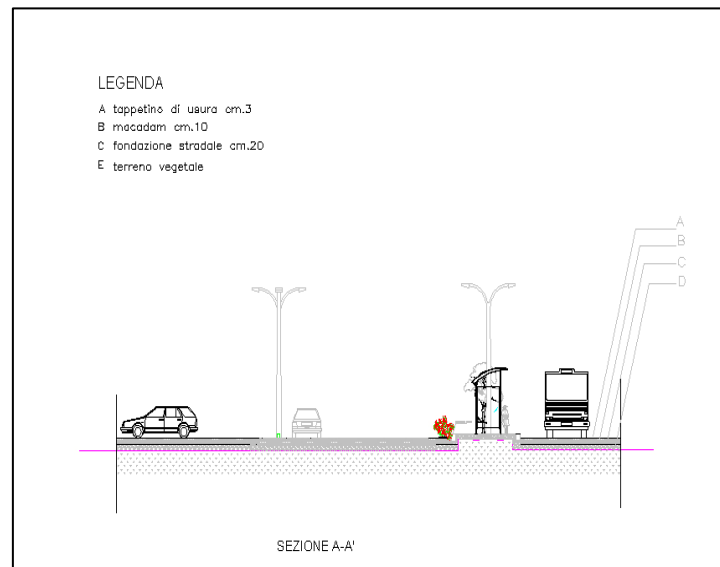 LEGENDA
A tappetino di usura cm.3
B macadam cm.10
C fondazione stradale cm.20
E terreno vegetale
A
B
C
D
SEZIONE A-A'